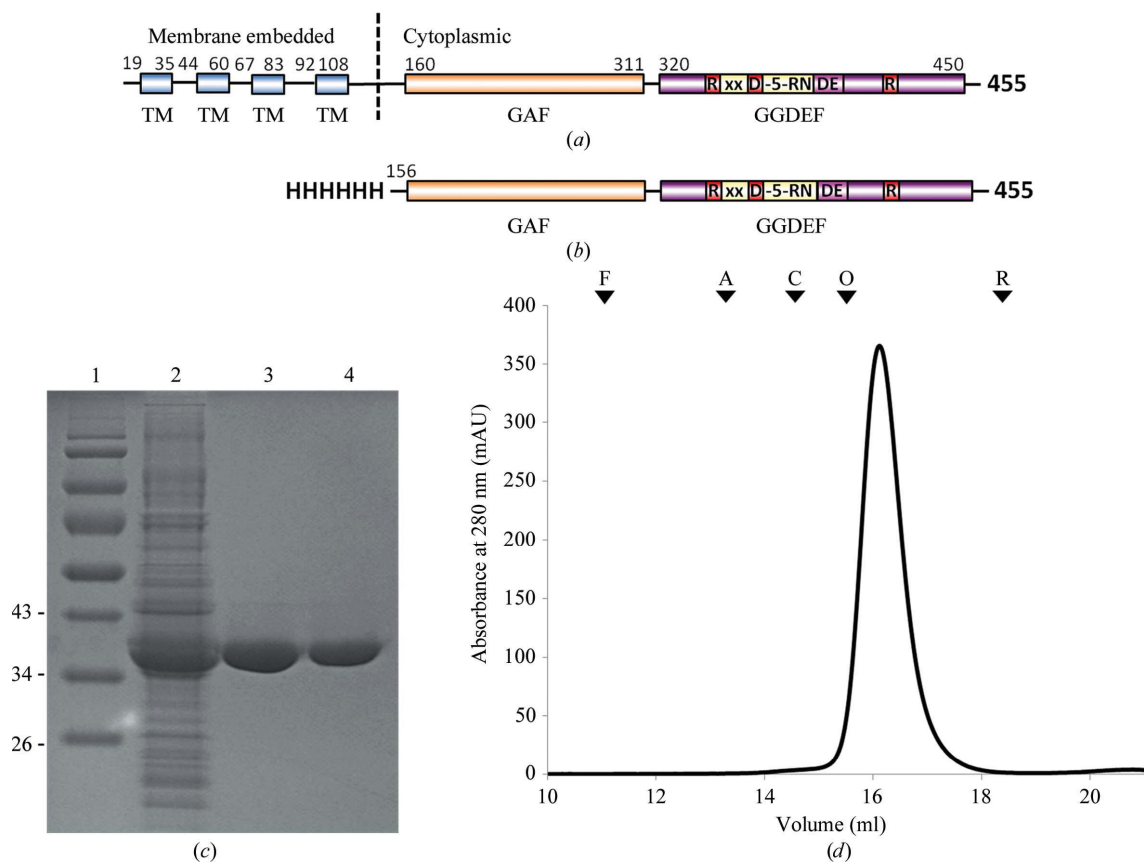 Membrane embedded Cytoplasmic
19 35 44 60 67 83 92 108 160 311 320 450
R xx D -5-RN DE R 455
TM TM TM TM GAF GGDEF
(a)
156
HHHHHH R xx D -5-RN DE R 455
GAF GGDEF
(b)
1 2 3 4
43 -
34 -
26 -
(c)
F A C O R
400
350
300
250
200
150
100
50
0
Absorbance at 280 nm (mAU)
10 12 14 16 18 20
Volume (ml)
(d)